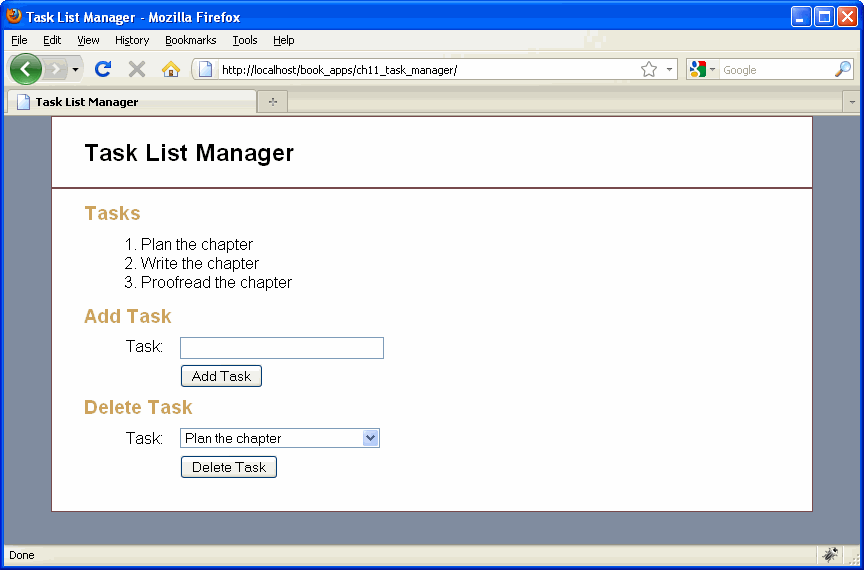 Task List Manager - Mozilla Firefox
File Edit View History Bookmarks Tools Help
http://localhost/book_apps/ch11_task_manager/ Google
Task List Manager
Task List Manager
Tasks
1. Plan the chapter
2. Write the chapter
3. Proofread the chapter
Add Task
Task:
Add Task
Delete Task
Task: Plan the chapter
Delete Task
Done